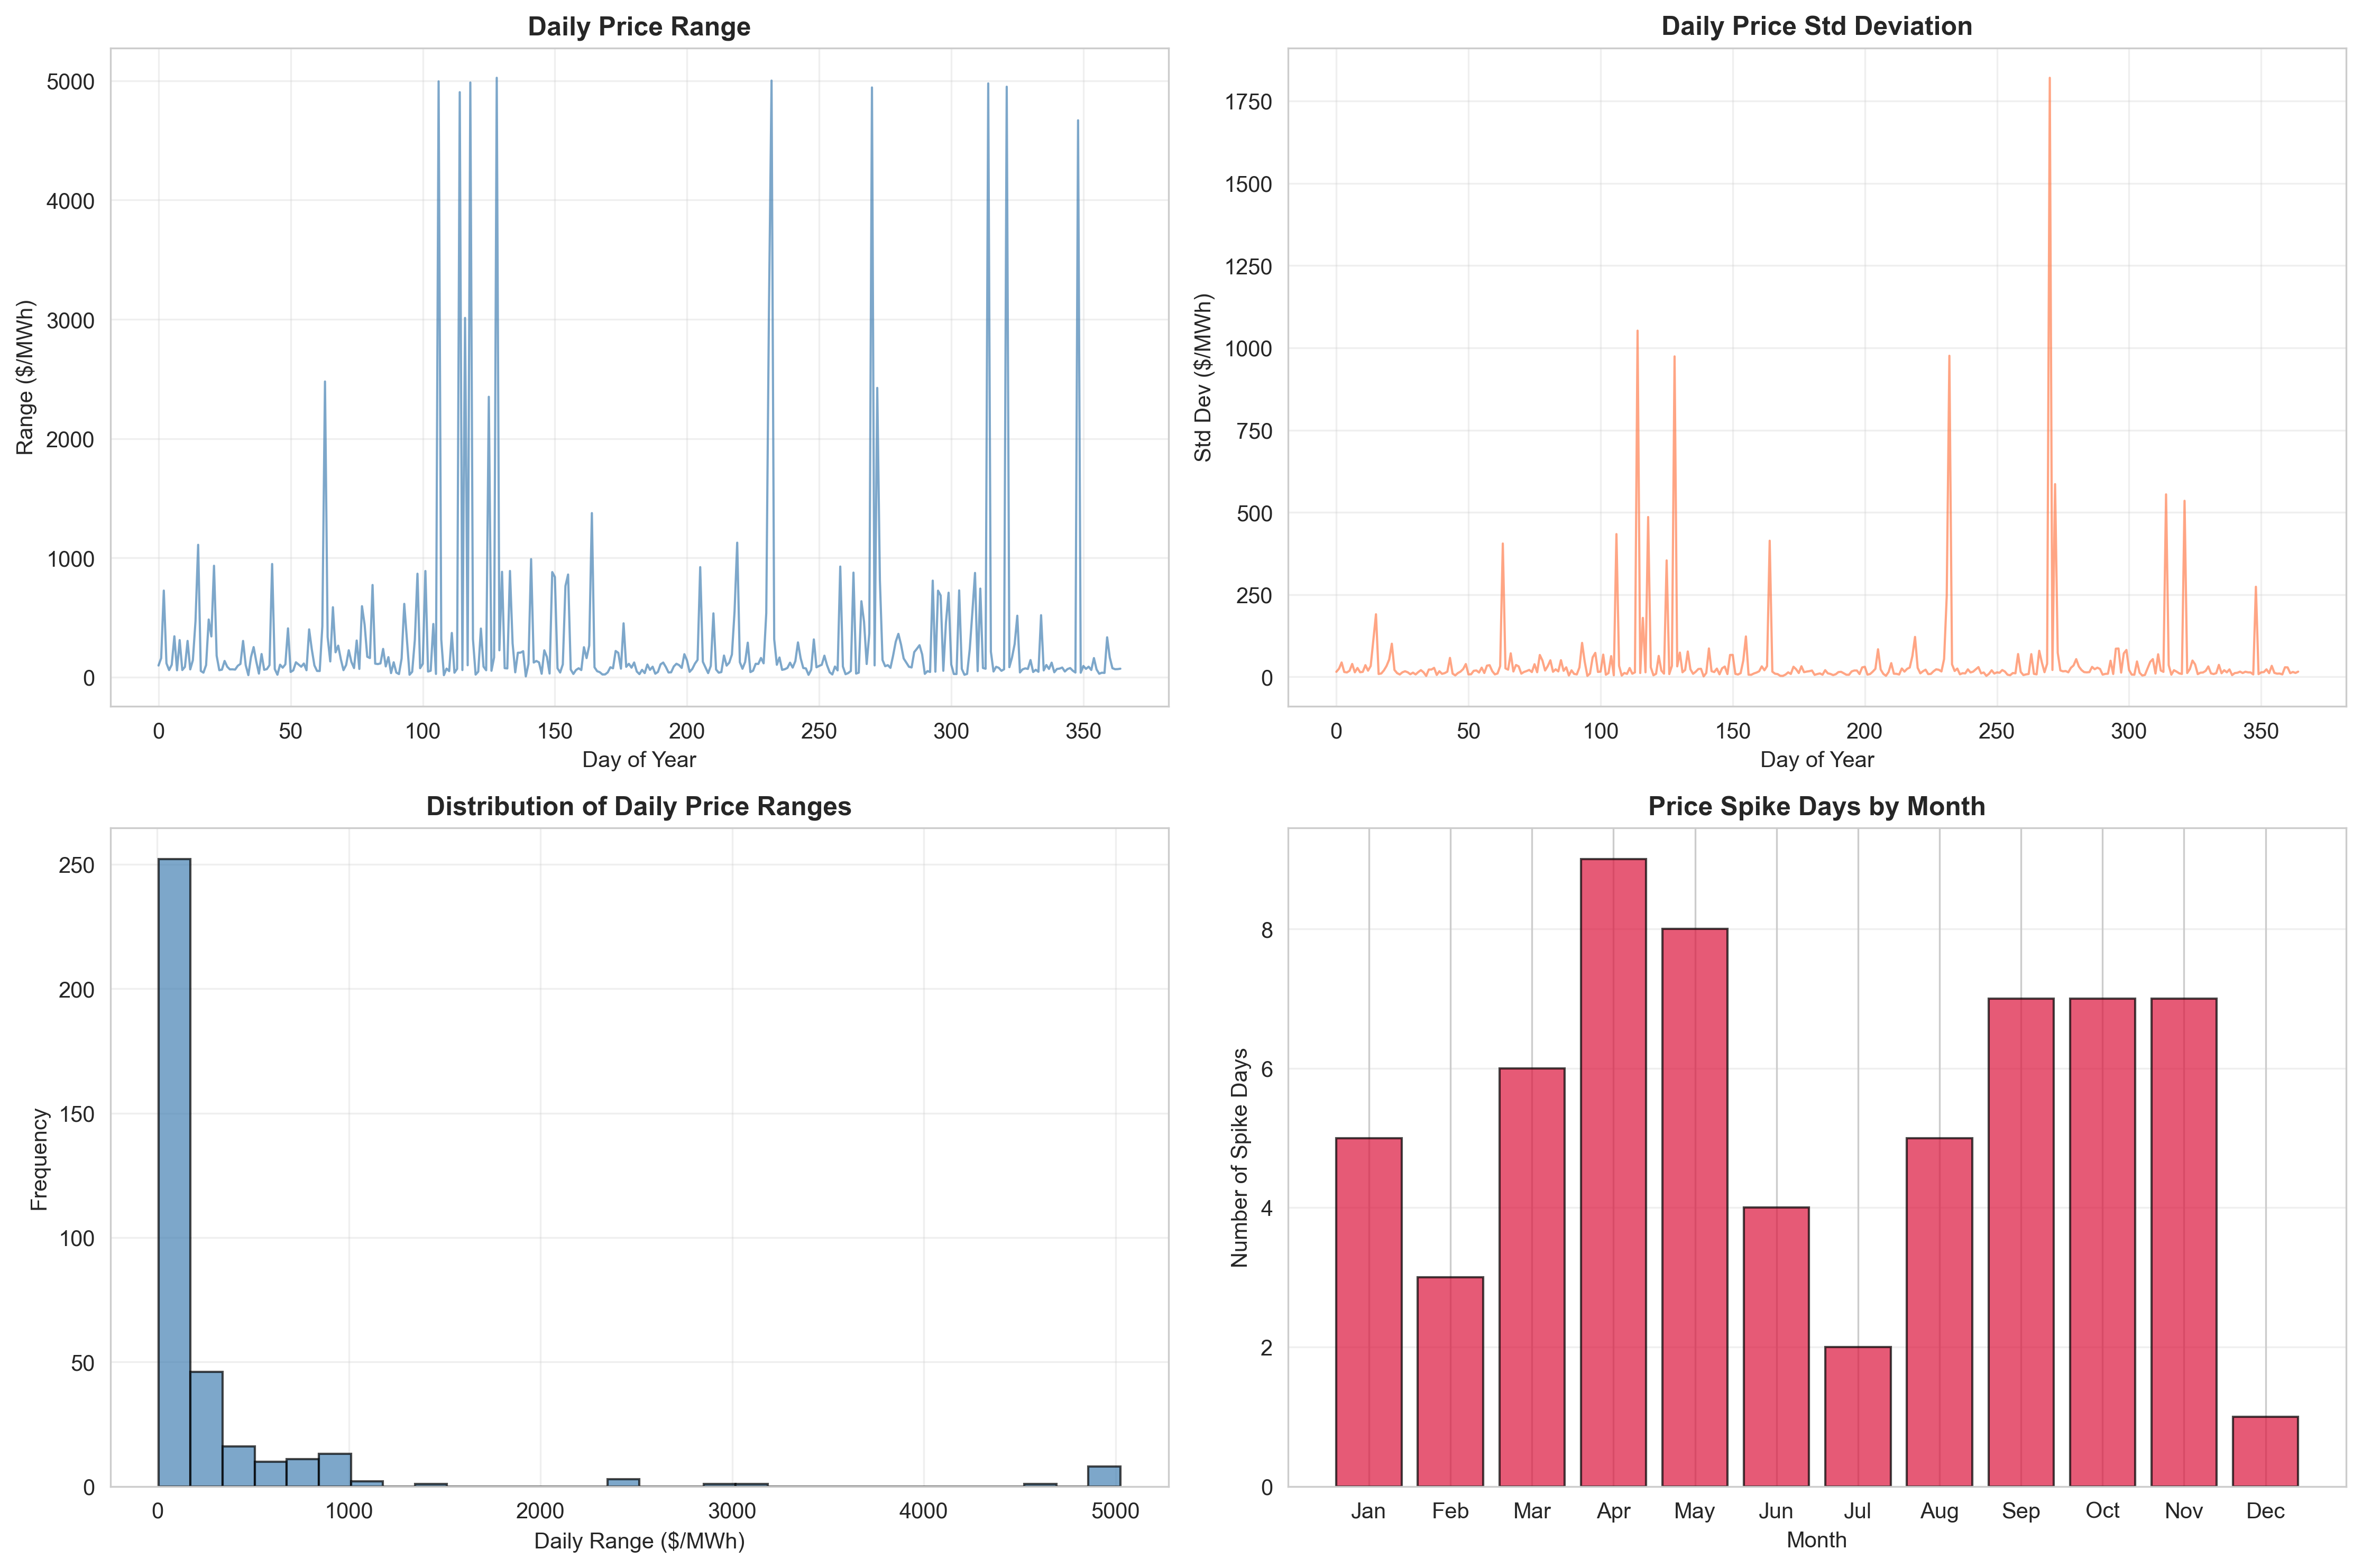 Daily Price Range
Range ($/MWh)
5000
4000
3000
2000
1000
0
0 50 100 150 200 250 300 350
Day of Year
Daily Price Std Deviation
Std Dev ($/MWh)
1750
1500
1250
1000
750
500
250
0
0 50 100 150 200 250 300 350
Day of Year
Distribution of Daily Price Ranges
Frequency
250
200
150
100
50
0
0 1000 2000 3000 4000 5000
Daily Range ($/MWh)
Price Spike Days by Month
Number of Spike Days
8
6
4
2
0
Jan Feb Mar Apr May Jun Jul Aug Sep Oct Nov Dec
Month